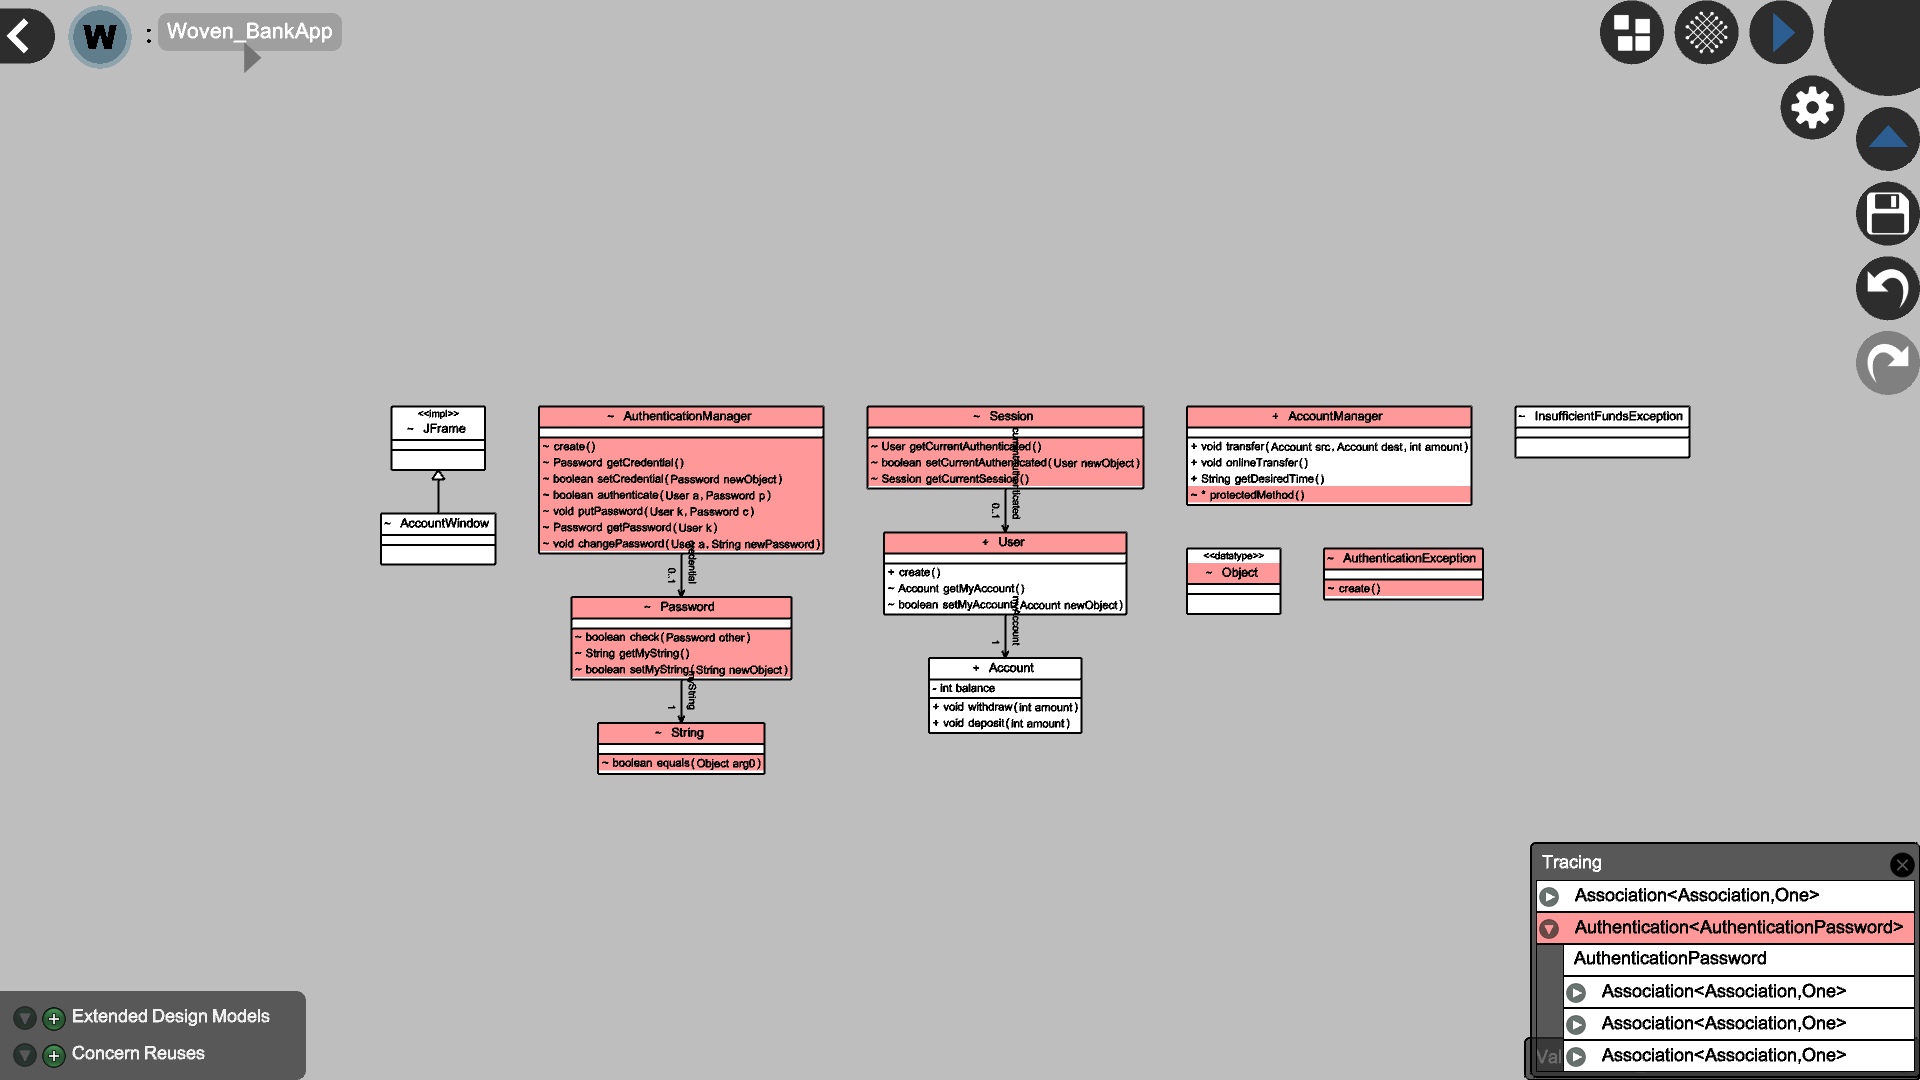 W : Woven_BankApp
<<impl>>
~ JFrame
~ AccountWindow
~ AuthenticationManager
~ create()
~ Password getCredential()
~ boolean setCredential(Password newObject)
~ boolean authenticate(User a, Password p)
~ void putPassword(User k, Password c)
~ Password getPassword(User k)
~ void changePassword(User a, String newPassword)
credential
0..1
~ Password
~ boolean check(Password other)
~ String getMyString()
~ boolean setMyString(String newObject)
myString
1
~ String
~ boolean equals(Object arg0)
~ Session
~ User getCurrentAuthenticated()
~ boolean setCurrentAuthenticated(User newObject)
~ Session getCurrentSession()
currentAuthenticated
0..1
+ User
+ create()
~ Account getMyAccount()
~ boolean setMyAccount(Account newObject)
myAccount
1
+ Account
- int balance
+ void withdraw(int amount)
+ void deposit(int amount)
+ AccountManager
+ void transfer(Account src, Account dest, int amount)
+ void onlineTransfer()
+ String getDesiredTime()
~ * protectedMethod()
<<datatype>>
~ Object
~ AuthenticationException
~ create()
~ InsufficientFundsException
Tracing
Association<Association,One>
Authentication<AuthenticationPassword>
AuthenticationPassword
Association<Association,One>
Association<Association,One>
Val
Association<Association,One>
Extended Design Models
Concern Reuses